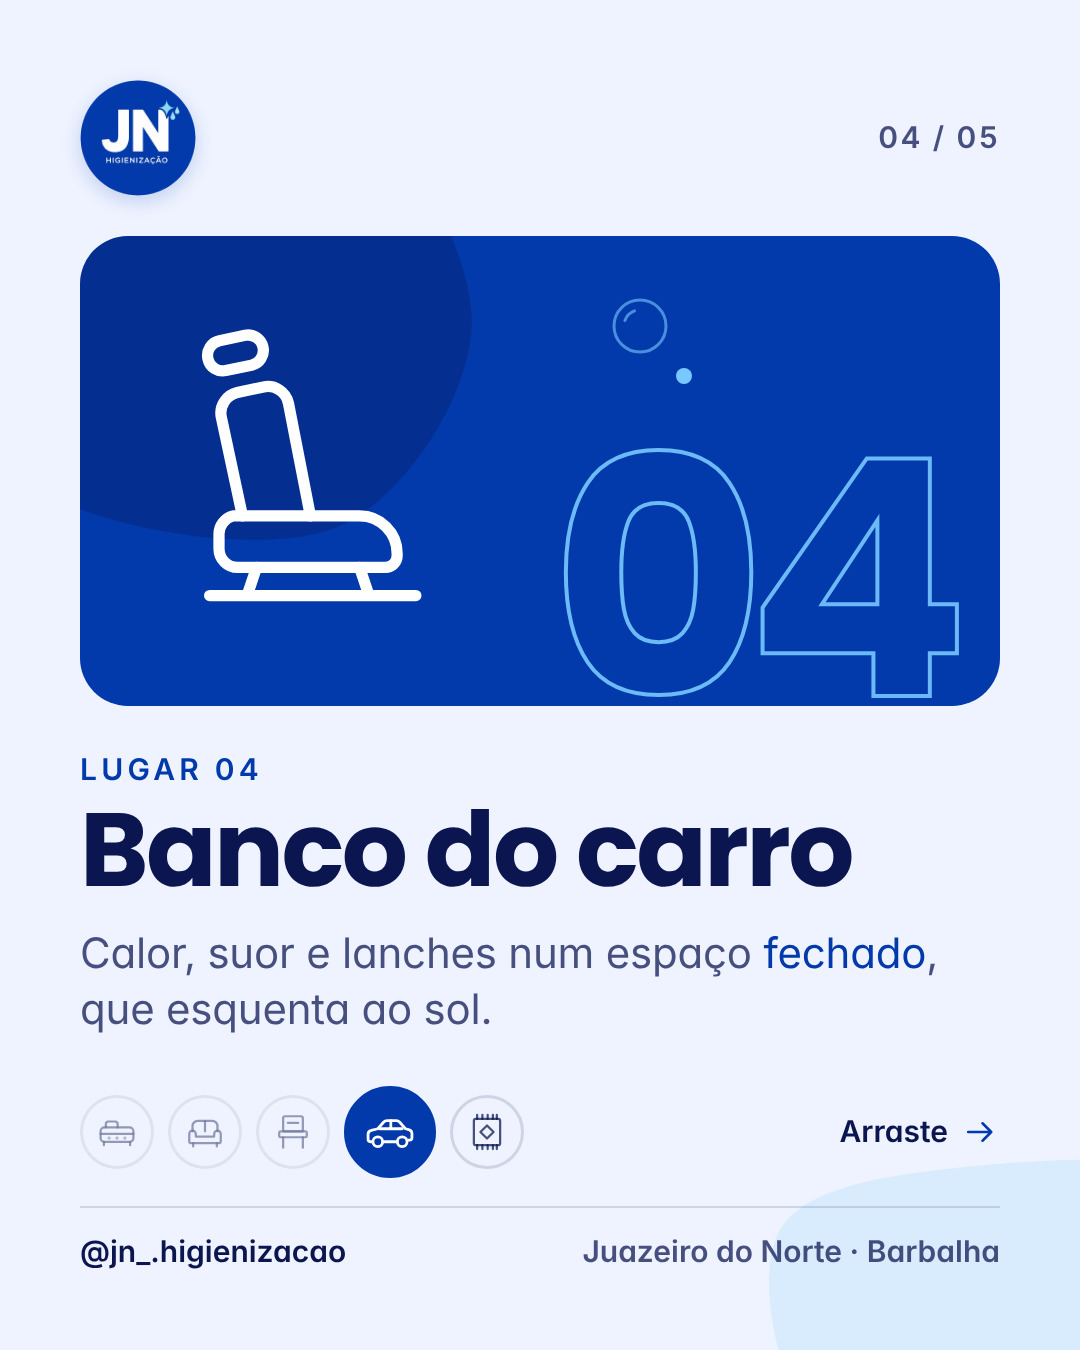 JN
HIGIENIZAÇÃO
04 / 05
04
LUGAR 04
Banco do carro
Calor, suor e lanches num espaço fechado,
que esquenta ao sol.
Arraste →
@jn_.higienizacao
Juazeiro do Norte · Barbalha